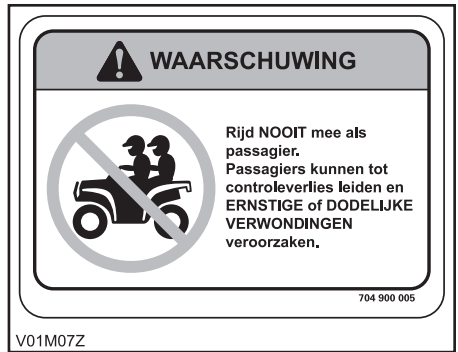 WAARSCHUWING
Rijd NOOIT mee als
passagier.
Passagiers kunnen tot
controleverlies leiden en
ERNSTIGE of DODELIJKE
VERWONDINGEN
veroorzaken.
704 900 005
V01M07Z